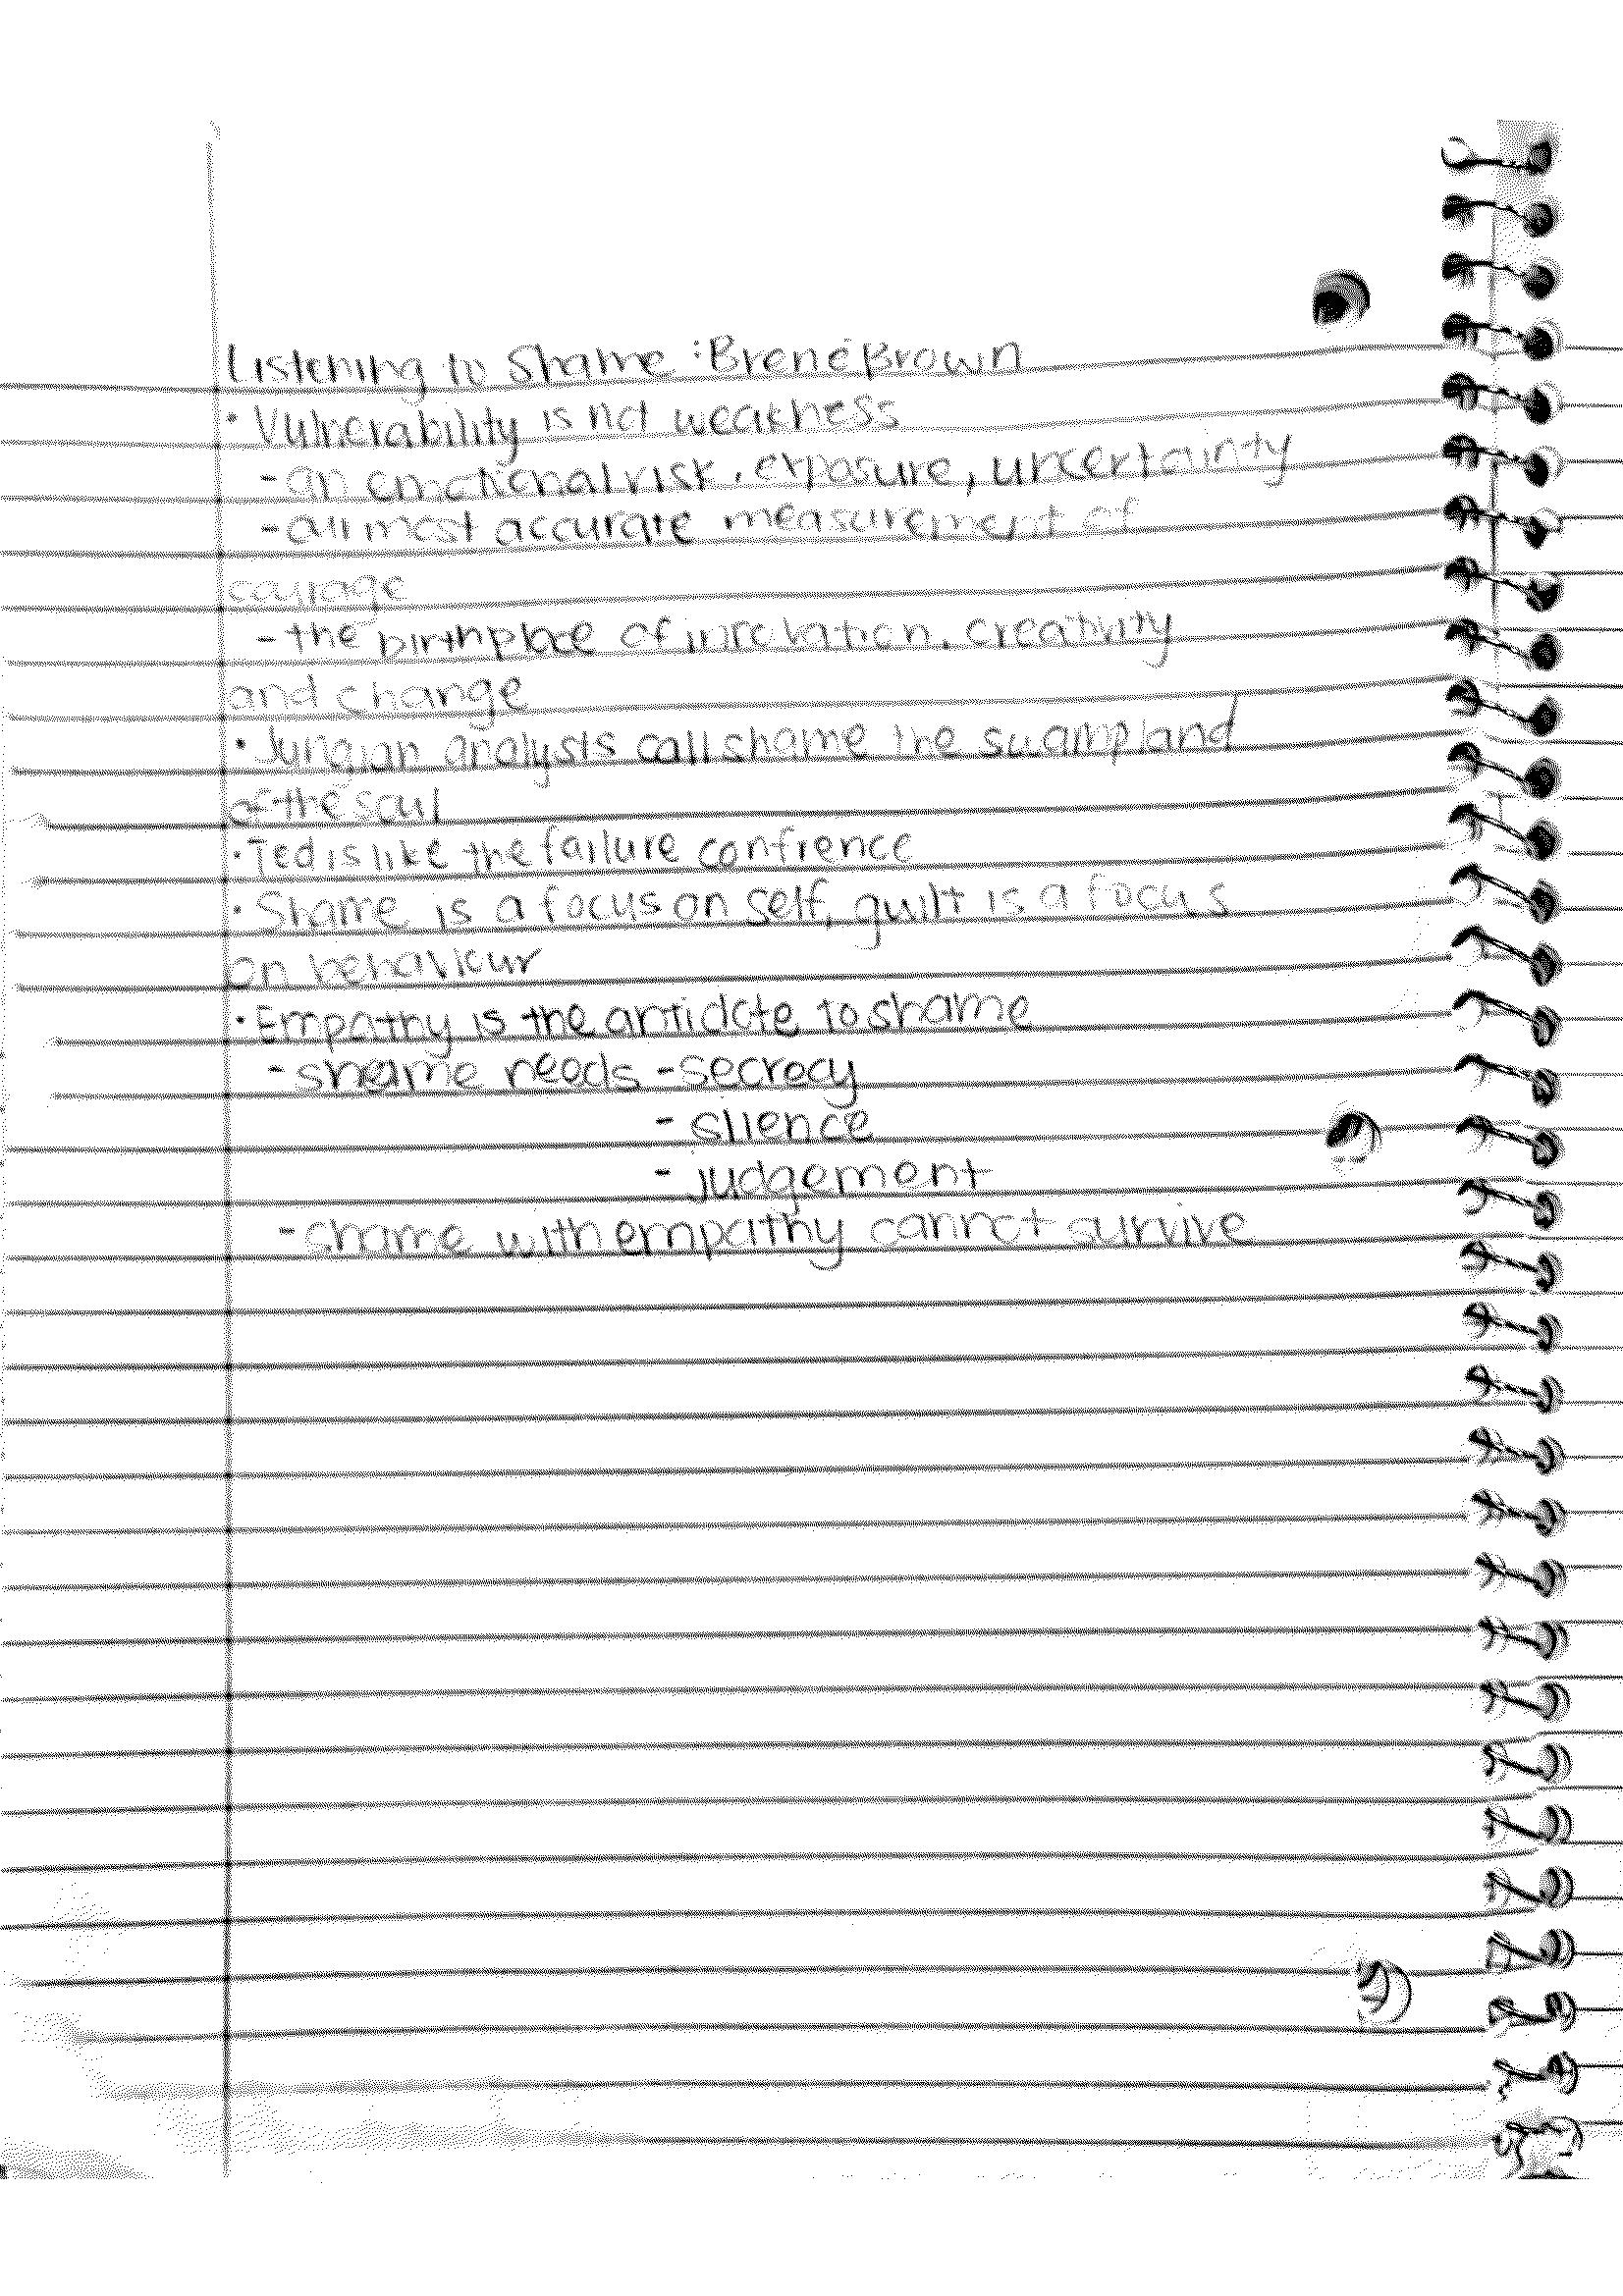 Listening to Shame : Brené Brown
• Vulnerability is not weakness
- an emotional risk, exposure, uncertainty
- our most accurate measurement of
courage
- the birthplace of innovation, creativity
and change
• Jungian analysts call shame the swampland
of the soul
• Ted is like the failure confrence
• Shame is a focus on self, guilt is a focus
on behaviour
• Empathy is the antidote to shame
- shame needs - secrecy
- slience
- judgement
- shame with empathy cannot survive